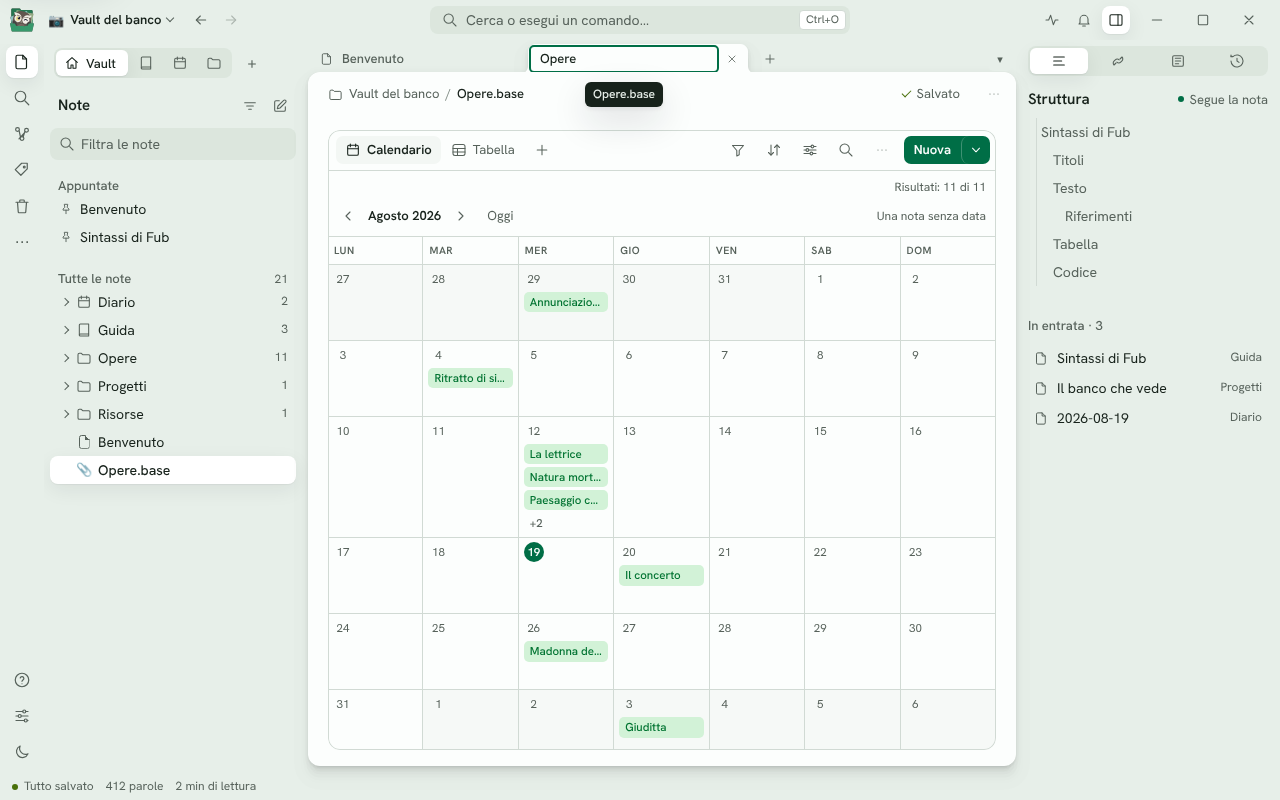 Vault del banco
Cerca o esegui un comando…
Ctrl+O
Vault
Note
Filtra le note
Appuntate
Benvenuto
Sintassi di Fub
Tutte le note 21
Diario 2
Guida 3
Opere 11
Progetti 1
Risorse 1
Benvenuto
Opere.base
Tutto salvato 412 parole 2 min di lettura
Benvenuto
Opere
Vault del banco / Opere.base
Opere.base
Salvato
Calendario
Tabella
Nuova
Risultati: 11 di 11
Agosto 2026
Oggi
Una nota senza data
LUN MAR MER GIO VEN SAB DOM
27 28 29 30 31 1 2
Annunciazio…
3 4 5 6 7 8 9
Ritratto di si…
10 11 12 13 14 15 16
La lettrice
Natura mort…
Paesaggio c…
+2
17 18 19 20 21 22 23
Il concerto
24 25 26 27 28 29 30
Madonna de…
31 1 2 3 4 5 6
Giuditta
Struttura
Segue la nota
Sintassi di Fub
Titoli
Testo
Riferimenti
Tabella
Codice
In entrata · 3
Sintassi di Fub Guida
Il banco che vede Progetti
2026-08-19 Diario